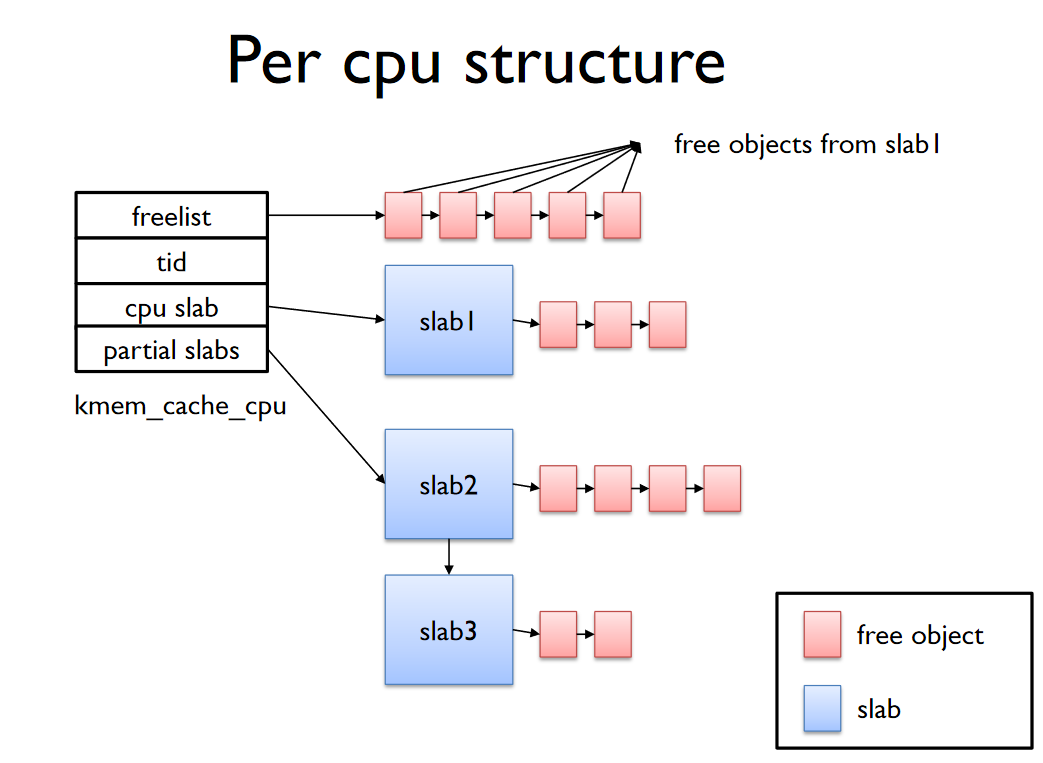 Per cpu structure
free objects from slab1
freelist
tid
cpu slab
partial slabs
kmem_cache_cpu
slab1
slab2
slab3
free object
slab